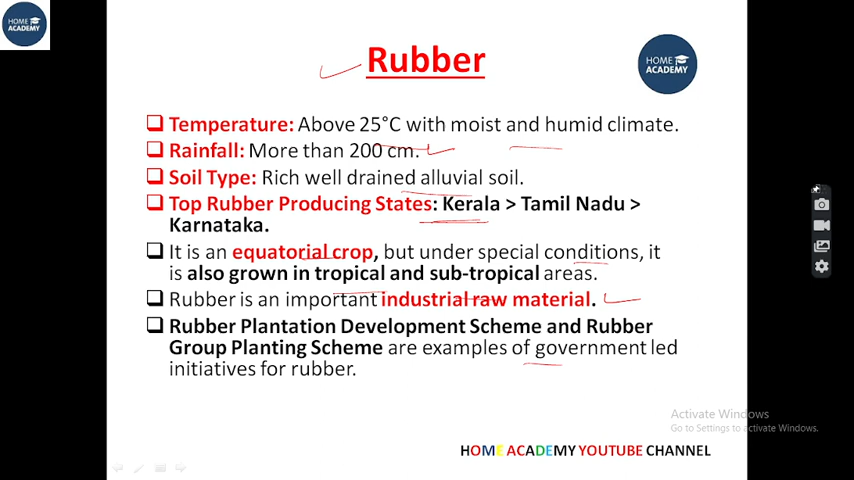 HOME
ACADEMY
Rubber
HOME
ACADEMY
Temperature: Above 25°C with moist and humid climate.
Rainfall: More than 200 cm.
Soil Type: Rich well drained alluvial soil.
Top Rubber Producing States: Kerala > Tamil Nadu >
Karnataka.
It is an equatorial crop, but under special conditions, it
is also grown in tropical and sub-tropical areas.
Rubber is an important industrial raw material.
Rubber Plantation Development Scheme and Rubber
Group Planting Scheme are examples of government led
initiatives for rubber.
Activate Windows
Go to Settings to activate Windows.
HOME ACADEMY YOUTUBE CHANNEL